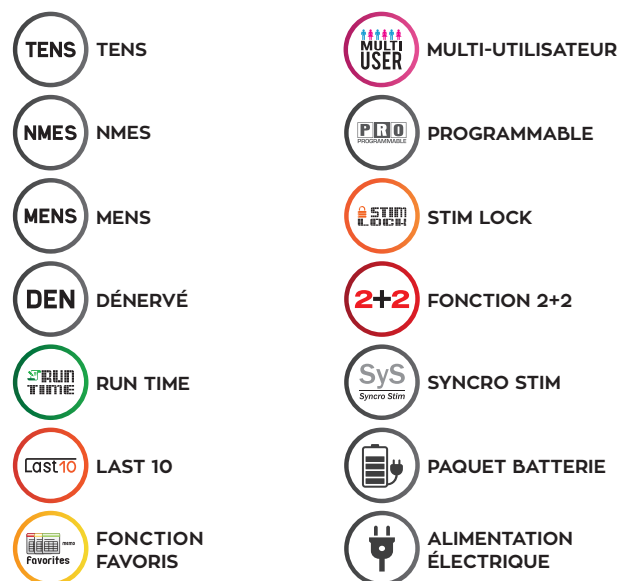 TENS TENS
NMES NMES
MENS MENS
DEN DÉNERVÉ
RUN TIME RUN TIME
Last10 LAST 10
memo
Favorites
FONCTION
FAVORIS
MULTI USER MULTI-UTILISATEUR
PRO PROGRAMMABLE PROGRAMMABLE
STIM LOCK STIM LOCK
2+2 FONCTION 2+2
SyS Syncro Stim SYNCRO STIM
PAQUET BATTERIE
ALIMENTATION
ÉLECTRIQUE